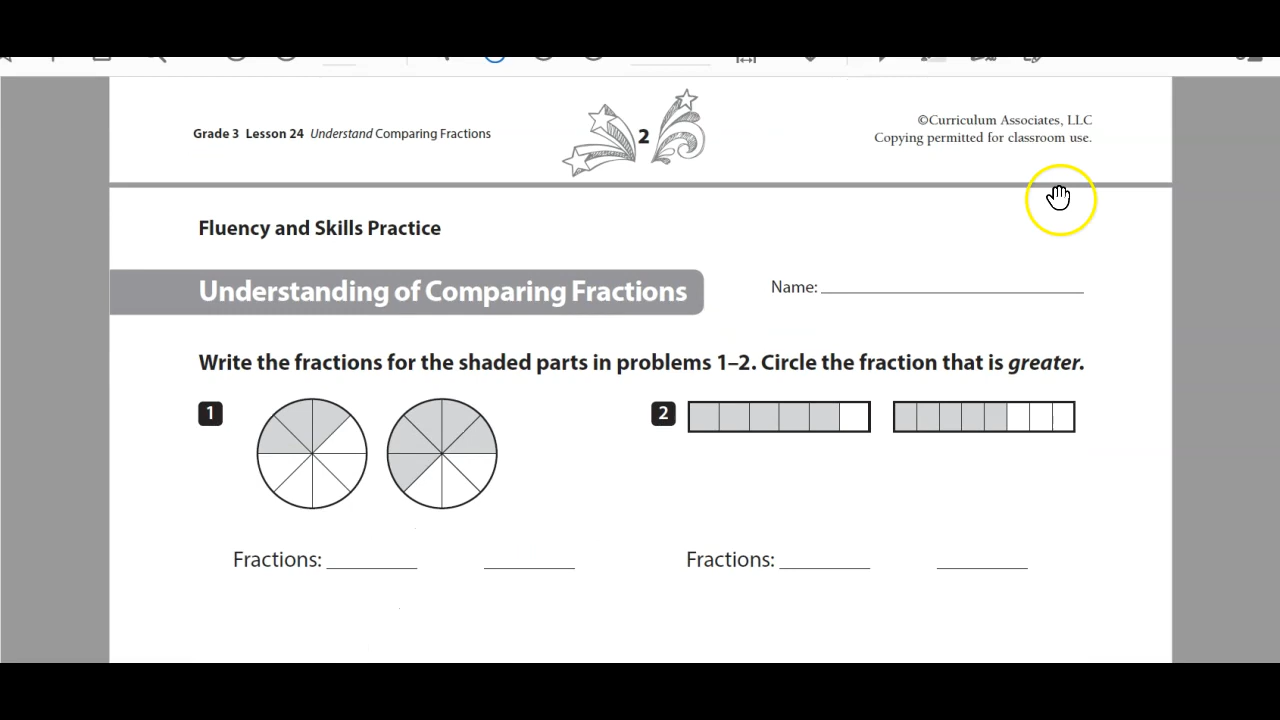 Grade 3 Lesson 24 Understand Comparing Fractions
2
©Curriculum Associates, LLC
Copying permitted for classroom use.
Fluency and Skills Practice
Understanding of Comparing Fractions
Name:
Write the fractions for the shaded parts in problems 1–2. Circle the fraction that is greater.
1
2
Fractions:
Fractions: